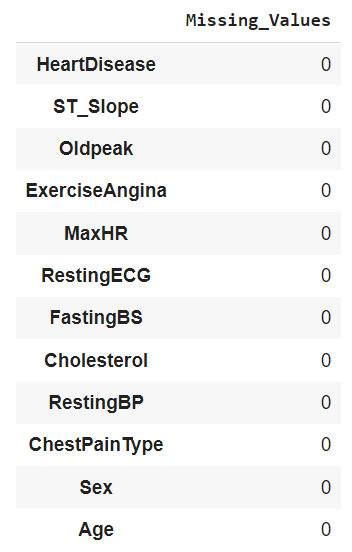 Missing_Values
HeartDisease 0
ST_Slope 0
Oldpeak 0
ExerciseAngina 0
MaxHR 0
RestingECG 0
FastingBS 0
Cholesterol 0
RestingBP 0
ChestPainType 0
Sex 0
Age 0